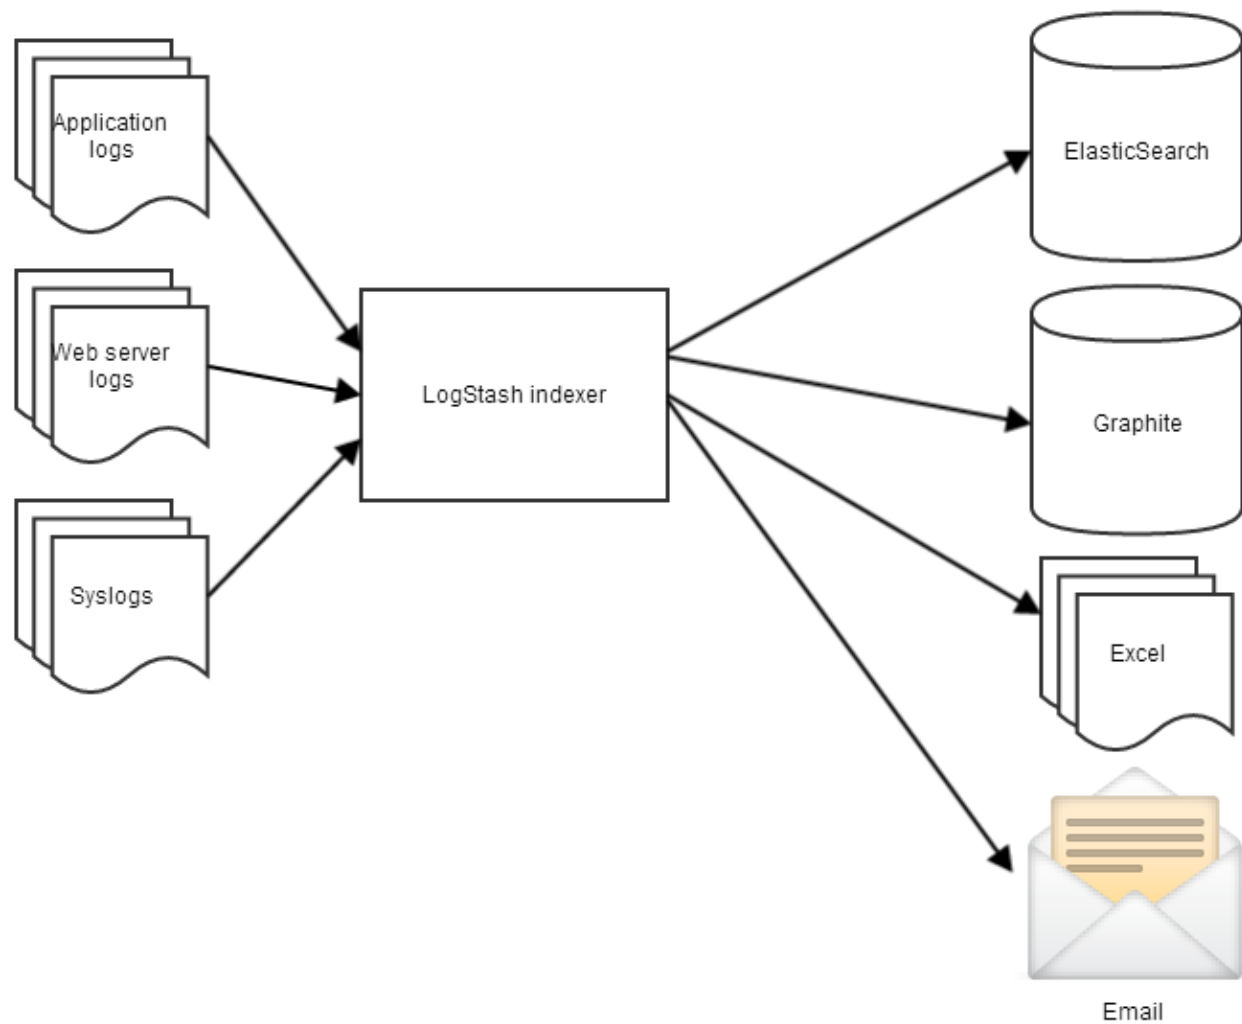 Application
logs
Web server
logs
Syslogs
LogStash indexer
ElasticSearch
Graphite
Excel
Email